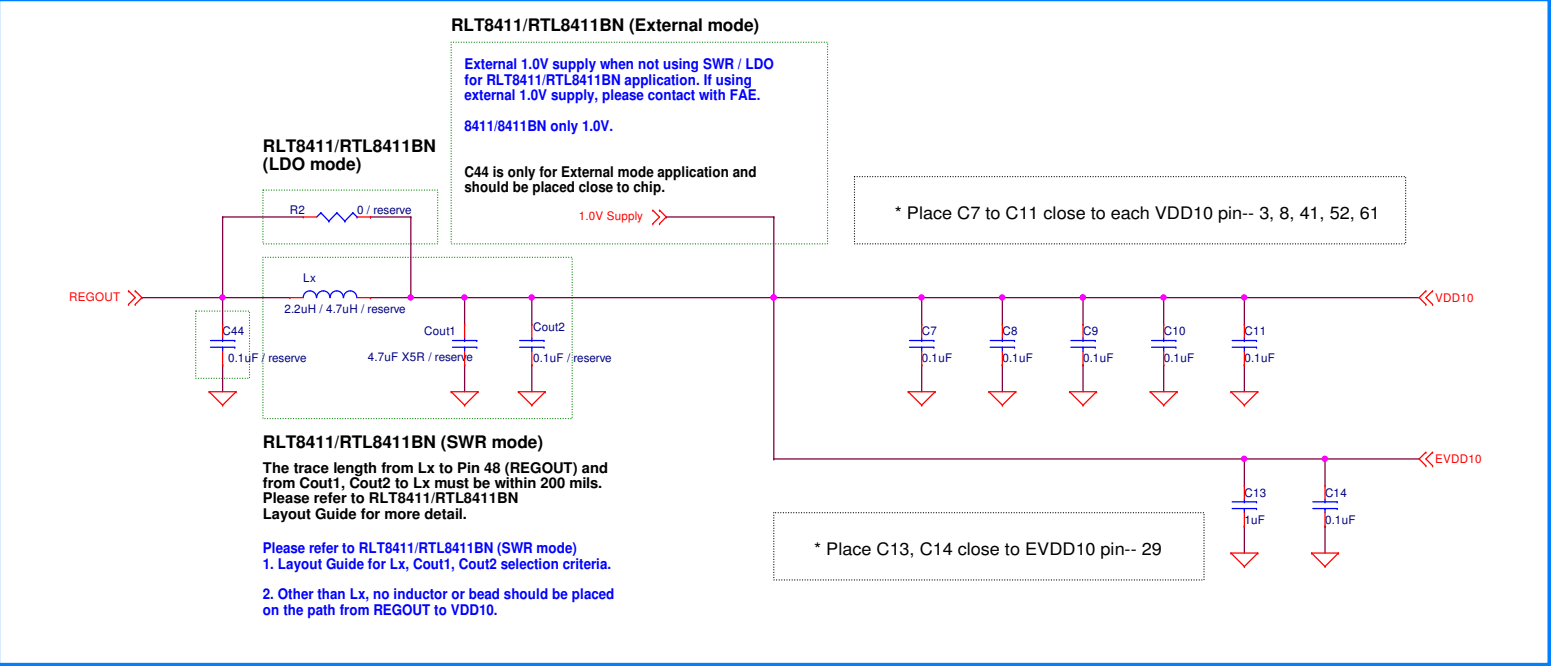 RLT8411/RTL8411BN (External mode)
External 1.0V supply when not using SWR / LDO
for RLT8411/RTL8411BN application. If using
external 1.0V supply, please contact with FAE.
8411/8411BN only 1.0V.
C44 is only for External mode application and
should be placed close to chip.
1.0V Supply
RLT8411/RTL8411BN
(LDO mode)
R2
0 / reserve
* Place C7 to C11 close to each VDD10 pin-- 3, 8, 41, 52, 61
REGOUT
Lx
2.2uH / 4.7uH / reserve
VDD10
C44
0.1uF / reserve
Cout1
4.7uF X5R / reserve
Cout2
0.1uF / reserve
C7
0.1uF
C8
0.1uF
C9
0.1uF
C10
0.1uF
C11
0.1uF
RLT8411/RTL8411BN (SWR mode)
The trace length from Lx to Pin 48 (REGOUT) and
from Cout1, Cout2 to Lx must be within 200 mils.
Please refer to RLT8411/RTL8411BN
Layout Guide for more detail.
Please refer to RLT8411/RTL8411BN (SWR mode)
1. Layout Guide for Lx, Cout1, Cout2 selection criteria.
2. Other than Lx, no inductor or bead should be placed
on the path from REGOUT to VDD10.
EVDD10
C13
1uF
C14
0.1uF
* Place C13, C14 close to EVDD10 pin-- 29